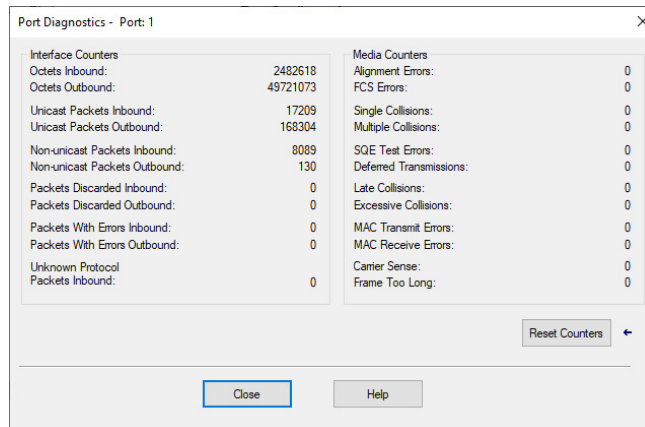 Port Diagnostics - Port: 1
Interface Counters
Octets Inbound: 2482618
Octets Outbound: 49721073
Unicast Packets Inbound: 17209
Unicast Packets Outbound: 168304
Non-unicast Packets Inbound: 8089
Non-unicast Packets Outbound: 130
Packets Discarded Inbound: 0
Packets Discarded Outbound: 0
Packets With Errors Inbound: 0
Packets With Errors Outbound: 0
Unknown Protocol
Packets Inbound: 0
Media Counters
Alignment Errors: 0
FCS Errors: 0
Single Collisions: 0
Multiple Collisions: 0
SQE Test Errors: 0
Deferred Transmissions: 0
Late Collisions: 0
Excessive Collisions: 0
MAC Transmit Errors: 0
MAC Receive Errors: 0
Carrier Sense: 0
Frame Too Long: 0
Reset Counters
Close
Help